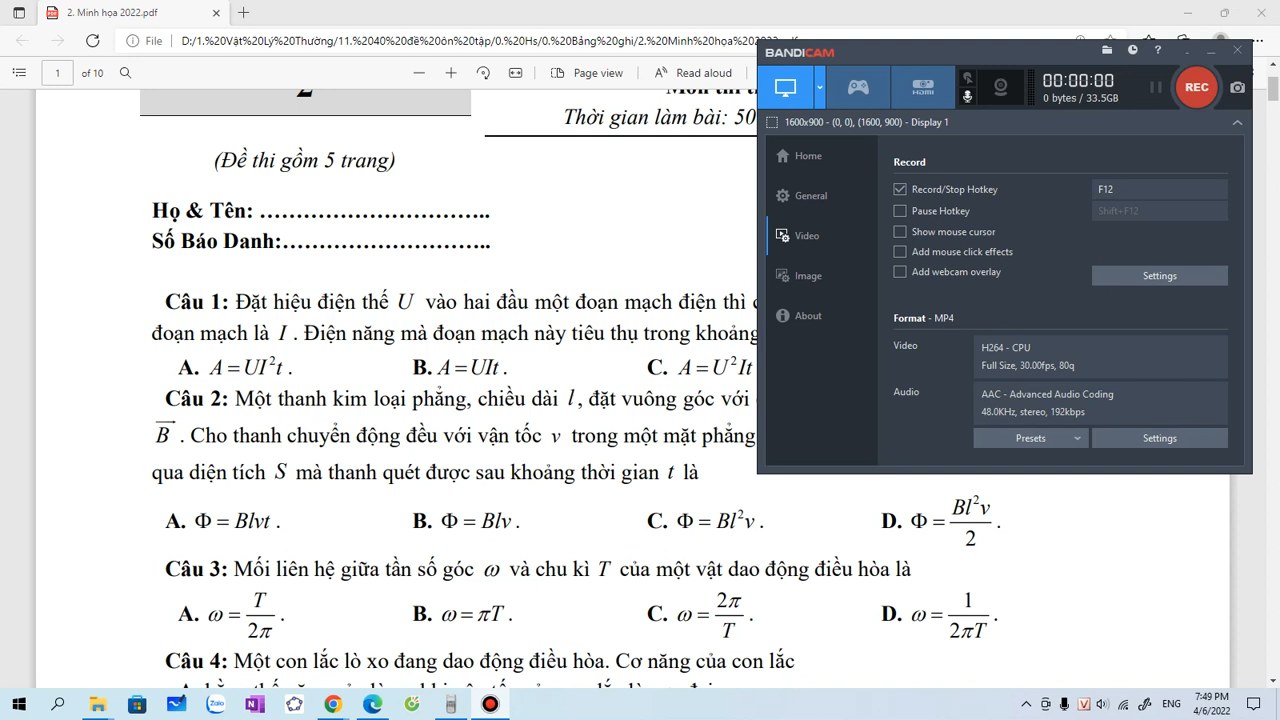 2. Minh họa 2022.pdf
File D:/1.%20Vật%20Lý%20Thường/11.%2040%20đề%20ôn%20tập/0.%20Hs/0.%20Bảng%20ghi/2.%20Minh%20họa%202022.pdf
1 of 10
Page view
Read aloud
Thời gian làm bài: 50
(Đề thi gồm 5 trang)
Họ & Tên: …………………………..
Số Báo Danh:………………………..
Câu 1: Đặt hiệu điện thế U vào hai đầu một đoạn mạch điện thì
đoạn mạch là I . Điện năng mà đoạn mạch này tiêu thụ trong khoảng
A. A = UI²t . B. A = UIt . C. A = U²It
Câu 2: Một thanh kim loại phẳng, chiều dài l, đặt vuông góc với
B⃗ . Cho thanh chuyển động đều với vận tốc v trong một mặt phẳng
qua diện tích S mà thanh quét được sau khoảng thời gian t là
A. Φ = Blvt . B. Φ = Blv . C. Φ = Bl²v . D. Φ = Bl²v/2 .
Câu 3: Mối liên hệ giữa tần số góc ω và chu kì T của một vật dao động điều hòa là
A. ω = T/2π . B. ω = πT . C. ω = 2π/T . D. ω = 1/2πT .
Câu 4: Một con lắc lò xo đang dao động điều hòa. Cơ năng của con lắc
BANDICAM
HDMI
00:00:00
0 bytes / 33.5GB
REC
1600x900 - (0, 0), (1600, 900) - Display 1
Home
General
Video
Image
About
Record
Record/Stop Hotkey F12
Pause Hotkey Shift+F12
Show mouse cursor
Add mouse click effects
Add webcam overlay
Settings
Format - MP4
Video
H264 - CPU
Full Size, 30.00fps, 80q
Audio
AAC - Advanced Audio Coding
48.0KHz, stereo, 192kbps
Presets
Settings
Zalo
ENG
7:49 PM
4/6/2022